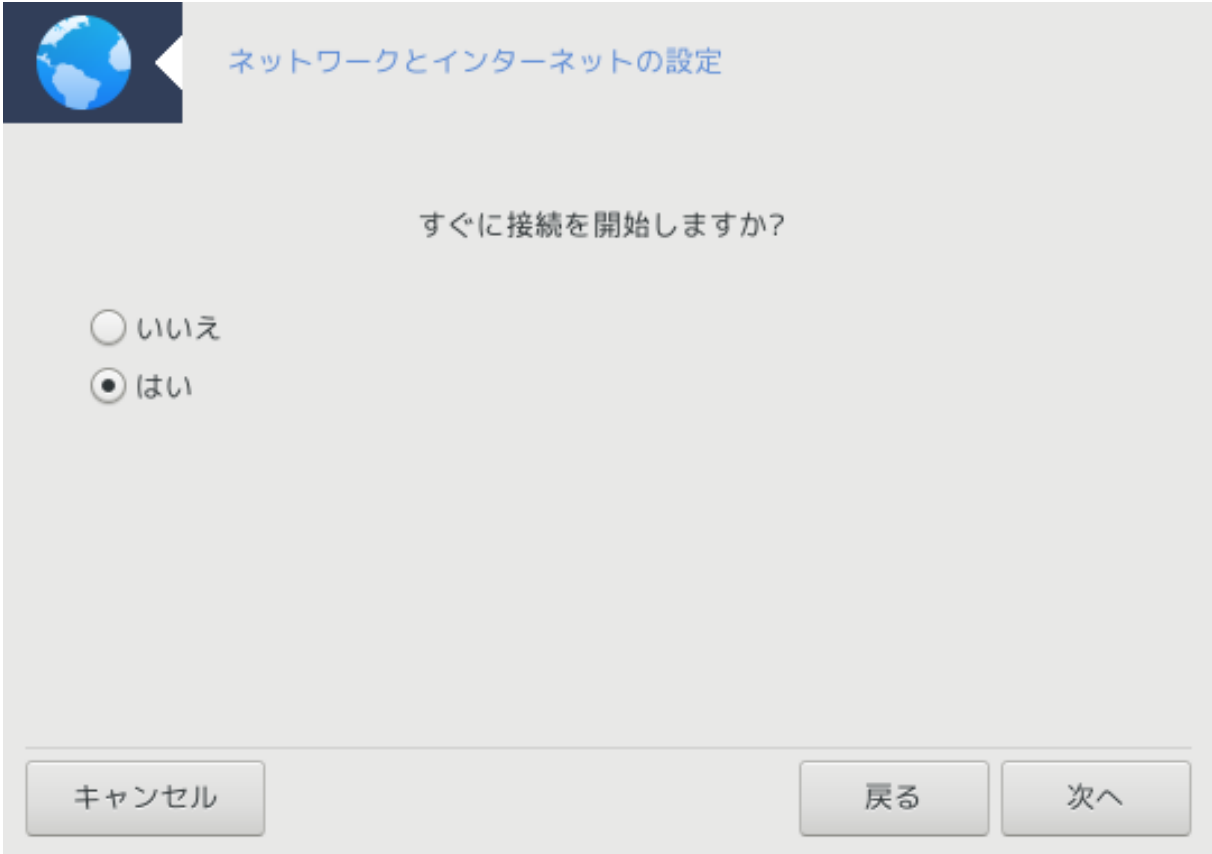 ネットワークとインターネットの設定
すぐに接続を開始しますか?
いいえ
はい
キャンセル
戻る
次へ